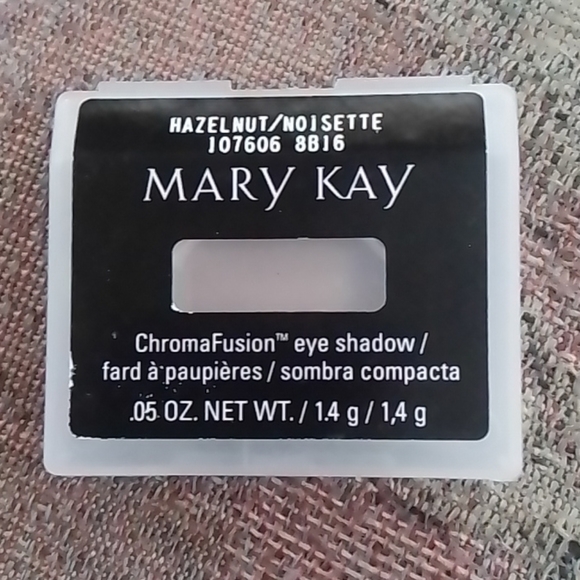 HAZELNUT/NOISETTE
107606 8B16
MARY KAY
ChromaFusion™ eye shadow /
fard à paupières / sombra compacta
.05 OZ. NET WT. / 1.4 g / 1,4 g